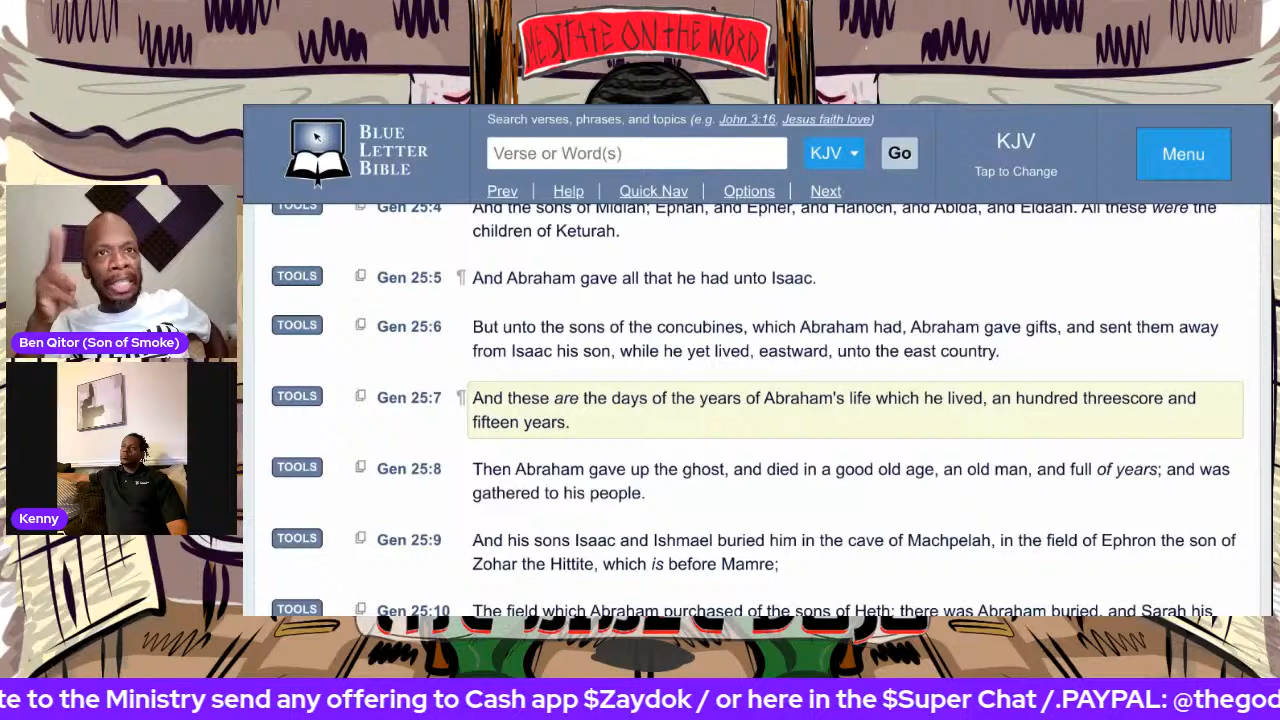 MEDITATE ON THE WORD
Search verses, phrases, and topics (e.g. John 3:16, Jesus faith love)
BLUE
LETTER
BIBLE
Verse or Word(s)
KJV
Go
KJV
Tap to Change
Menu
Prev | Help | Quick Nav | Options | Next
TOOLS Gen 25:4 And the sons of Midian; Ephah, and Epher, and Hanoch, and Abida, and Eldaah. All these were the
children of Keturah.
TOOLS Gen 25:5 ¶ And Abraham gave all that he had unto Isaac.
TOOLS Gen 25:6 But unto the sons of the concubines, which Abraham had, Abraham gave gifts, and sent them away
from Isaac his son, while he yet lived, eastward, unto the east country.
TOOLS Gen 25:7 ¶ And these are the days of the years of Abraham's life which he lived, an hundred threescore and
fifteen years.
TOOLS Gen 25:8 Then Abraham gave up the ghost, and died in a good old age, an old man, and full of years; and was
gathered to his people.
TOOLS Gen 25:9 And his sons Isaac and Ishmael buried him in the cave of Machpelah, in the field of Ephron the son of
Zohar the Hittite, which is before Mamre;
TOOLS Gen 25:10 The field which Abraham purchased of the sons of Heth: there was Abraham buried, and Sarah his
Ben Qitor (Son of Smoke)
Kenny
te to the Ministry send any offering to Cash app $Zaydok / or here in the $Super Chat /.PAYPAL: @thegod